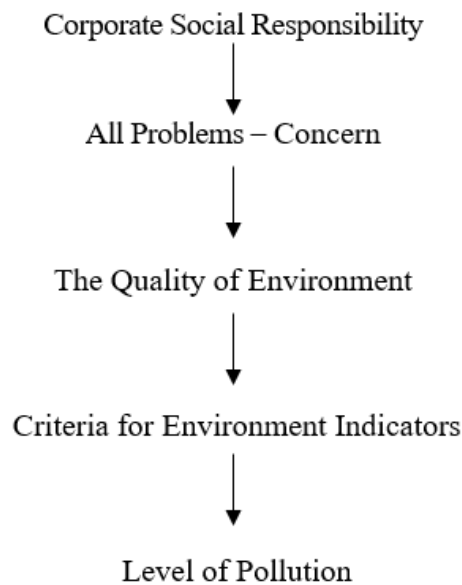 Corporate Social Responsibility
All Problems – Concern
The Quality of Environment
Criteria for Environment Indicators
Level of Pollution